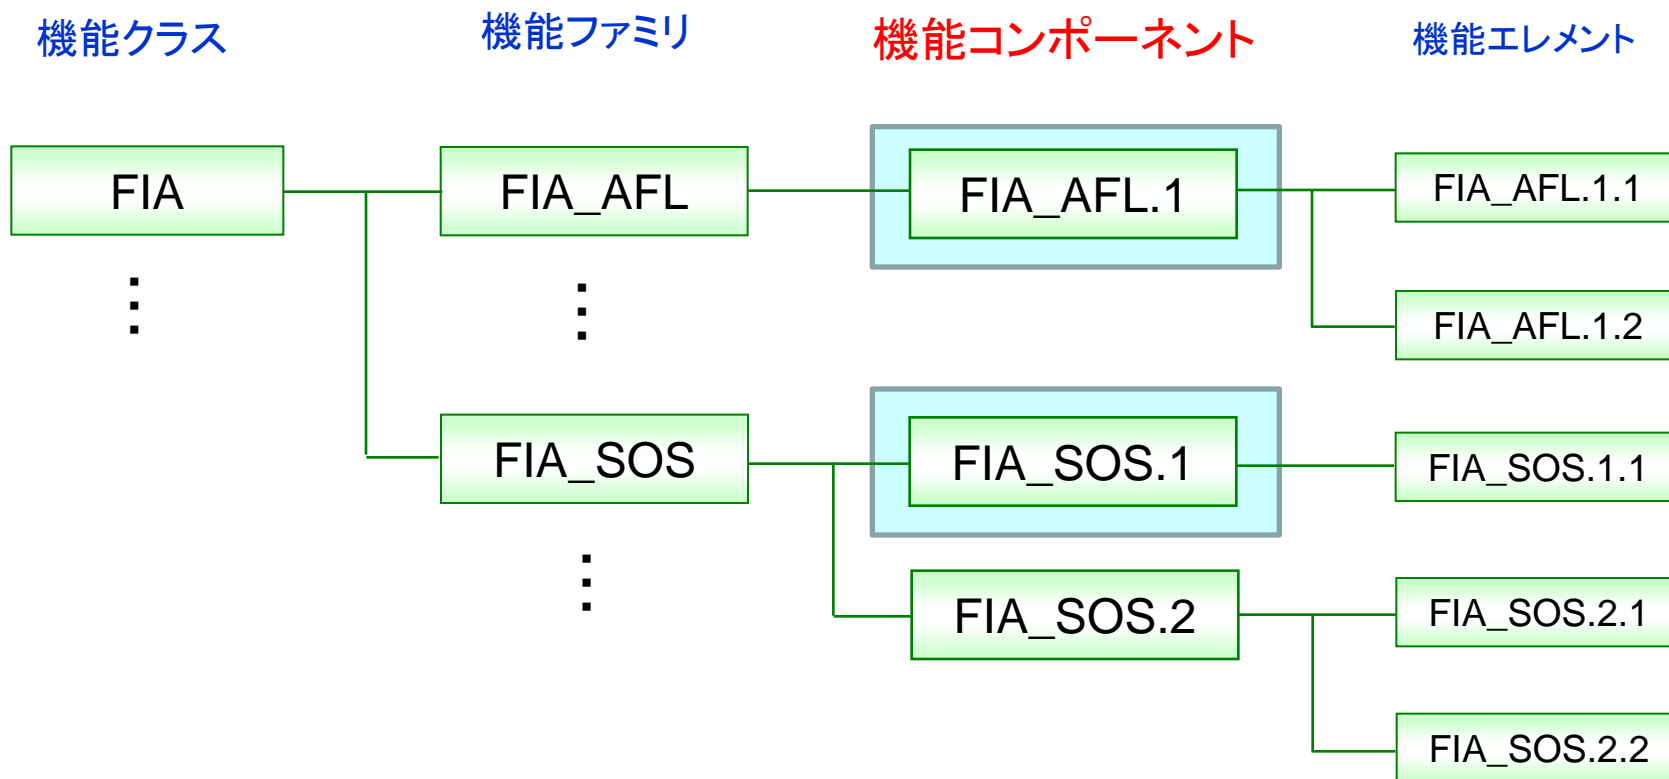 機能クラス
機能ファミリ
機能コンポーネント
機能エレメント
FIA
FIA_AFL
FIA_AFL.1
FIA_AFL.1.1
FIA_AFL.1.2
FIA_SOS
FIA_SOS.1
FIA_SOS.1.1
FIA_SOS.2
FIA_SOS.2.1
FIA_SOS.2.2